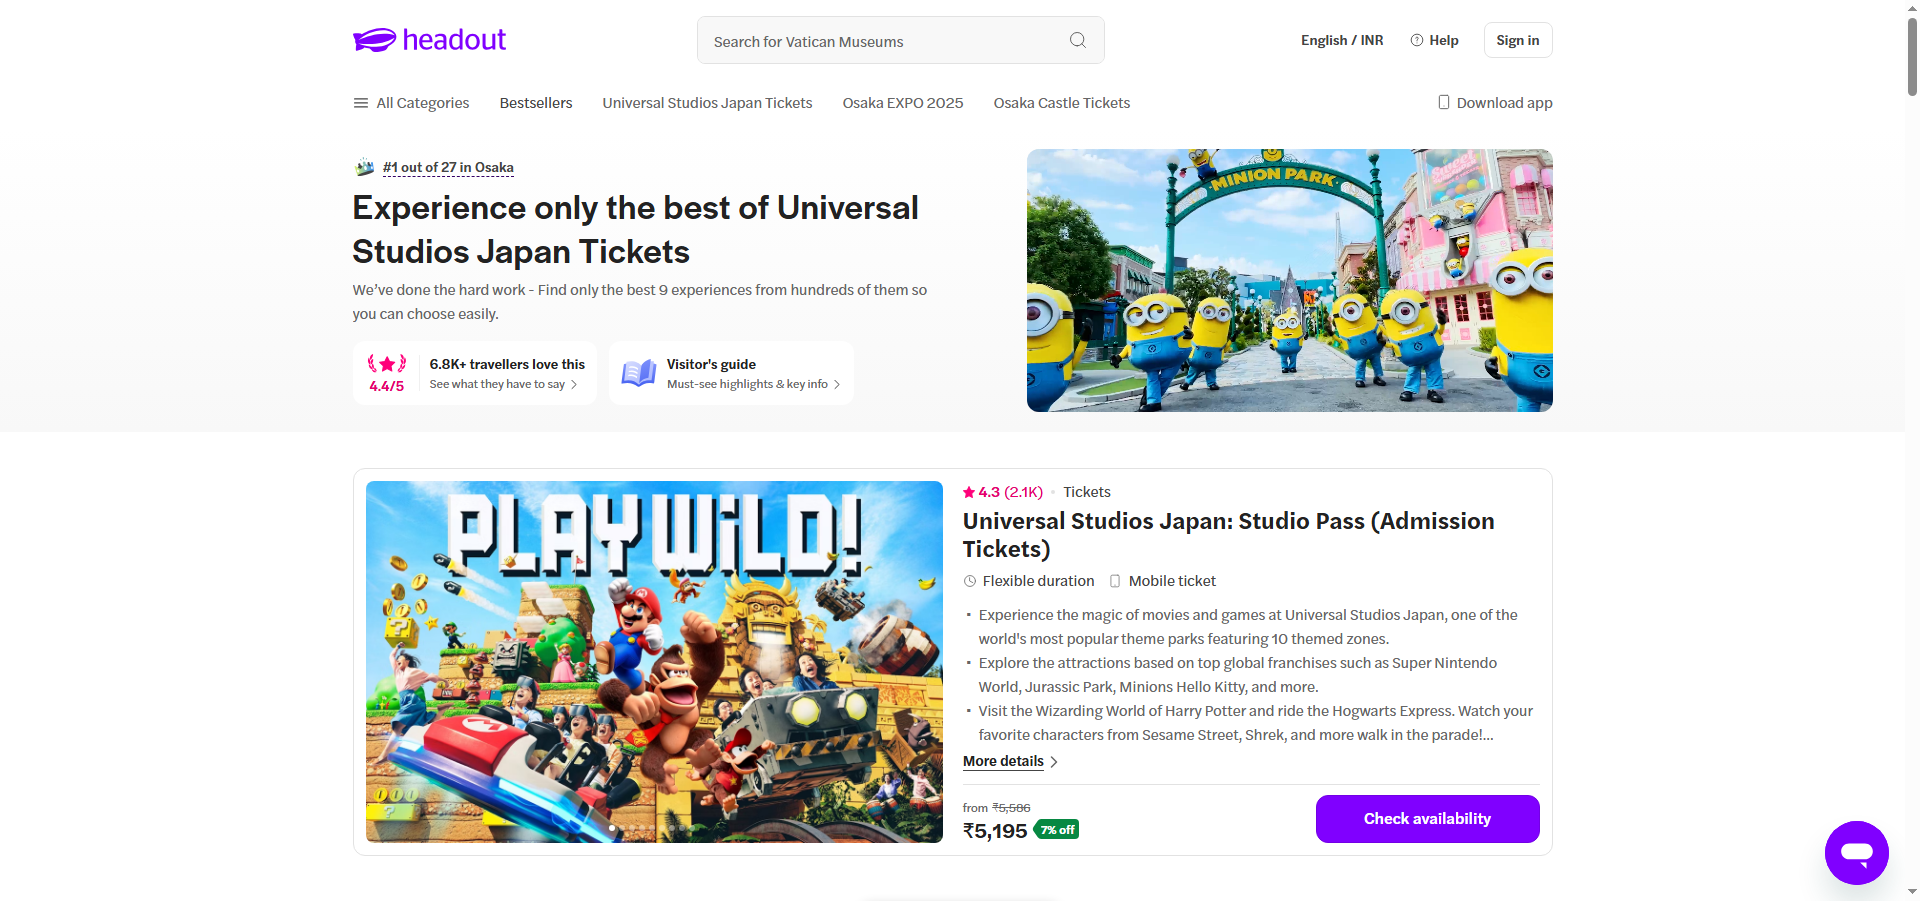 headout
Search for Vatican Museums
English / INR
Help
Sign in
All Categories
Bestsellers
Universal Studios Japan Tickets
Osaka EXPO 2025
Osaka Castle Tickets
Download app
#1 out of 27 in Osaka
Experience only the best of Universal
Studios Japan Tickets
We've done the hard work - Find only the best 9 experiences from hundreds of them so
you can choose easily.
4.4/5
6.8K+ travellers love this
See what they have to say
Visitor's guide
Must-see highlights & key info
MINION PARK
Sweet
PLAY WILD!
4.3 (2.1K)
Tickets
Universal Studios Japan: Studio Pass (Admission
Tickets)
Flexible duration
Mobile ticket
Experience the magic of movies and games at Universal Studios Japan, one of the
world's most popular theme parks featuring 10 themed zones.
Explore the attractions based on top global franchises such as Super Nintendo
World, Jurassic Park, Minions Hello Kitty, and more.
Visit the Wizarding World of Harry Potter and ride the Hogwarts Express. Watch your
favorite characters from Sesame Street, Shrek, and more walk in the parade!...
More details
from ₹5,586
₹5,195
7% off
Check availability